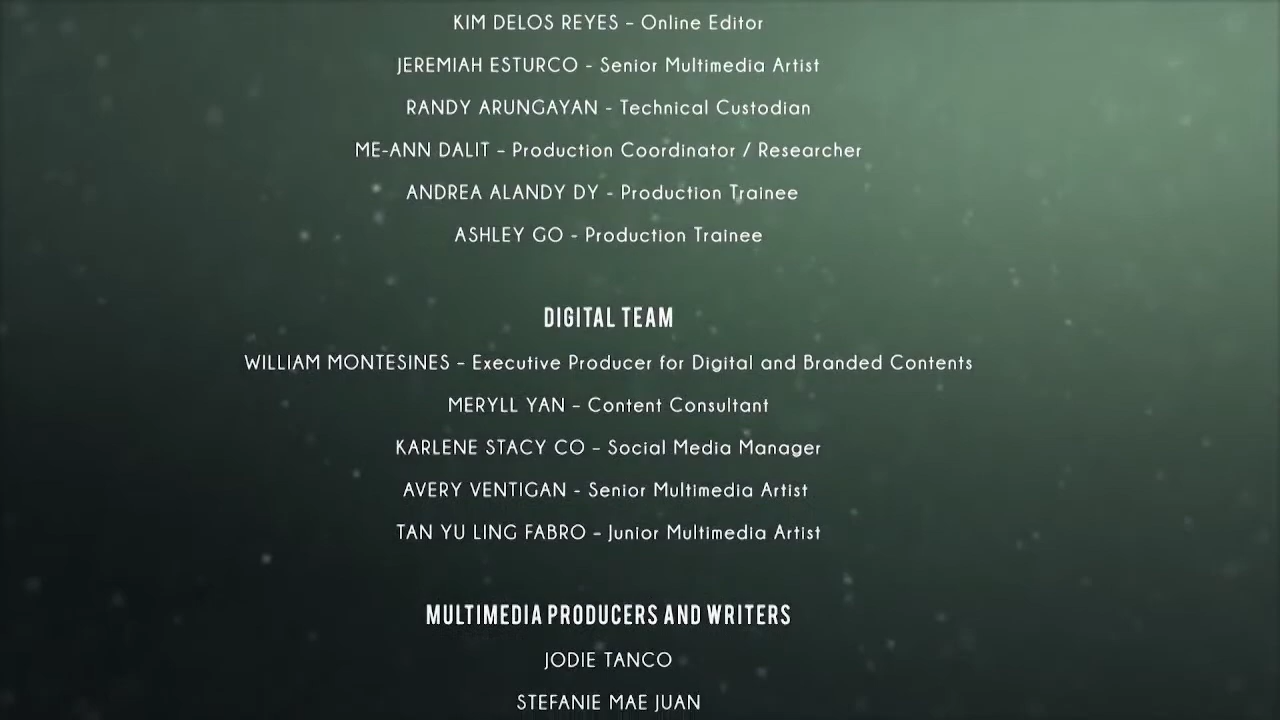 KIM DELOS REYES – Online Editor
JEREMIAH ESTURCO - Senior Multimedia Artist
RANDY ARUNGAYAN - Technical Custodian
ME-ANN DALIT – Production Coordinator / Researcher
ANDREA ALANDY DY - Production Trainee
ASHLEY GO - Production Trainee
DIGITAL TEAM
WILLIAM MONTESINES – Executive Producer for Digital and Branded Contents
MERYLL YAN – Content Consultant
KARLENE STACY CO – Social Media Manager
AVERY VENTIGAN - Senior Multimedia Artist
TAN YU LING FABRO – Junior Multimedia Artist
MULTIMEDIA PRODUCERS AND WRITERS
JODIE TANCO
STEFANIE MAE JUAN